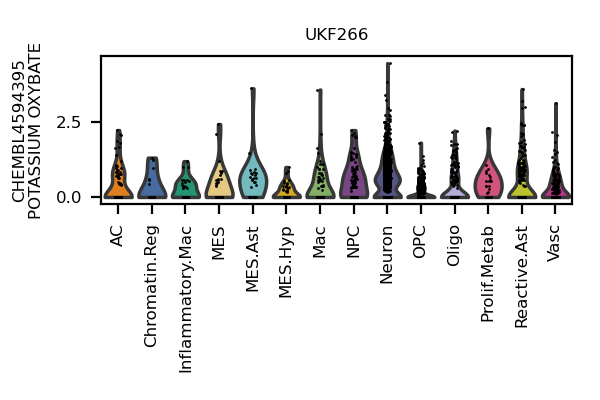 UKF266
CHEMBL4594395
POTASSIUM OXYBATE
2.5
0.0
AC
Chromatin.Reg
Inflammatory.Mac
MES
MES.Ast
MES.Hyp
Mac
NPC
Neuron
OPC
Oligo
Prolif.Metab
Reactive.Ast
Vasc